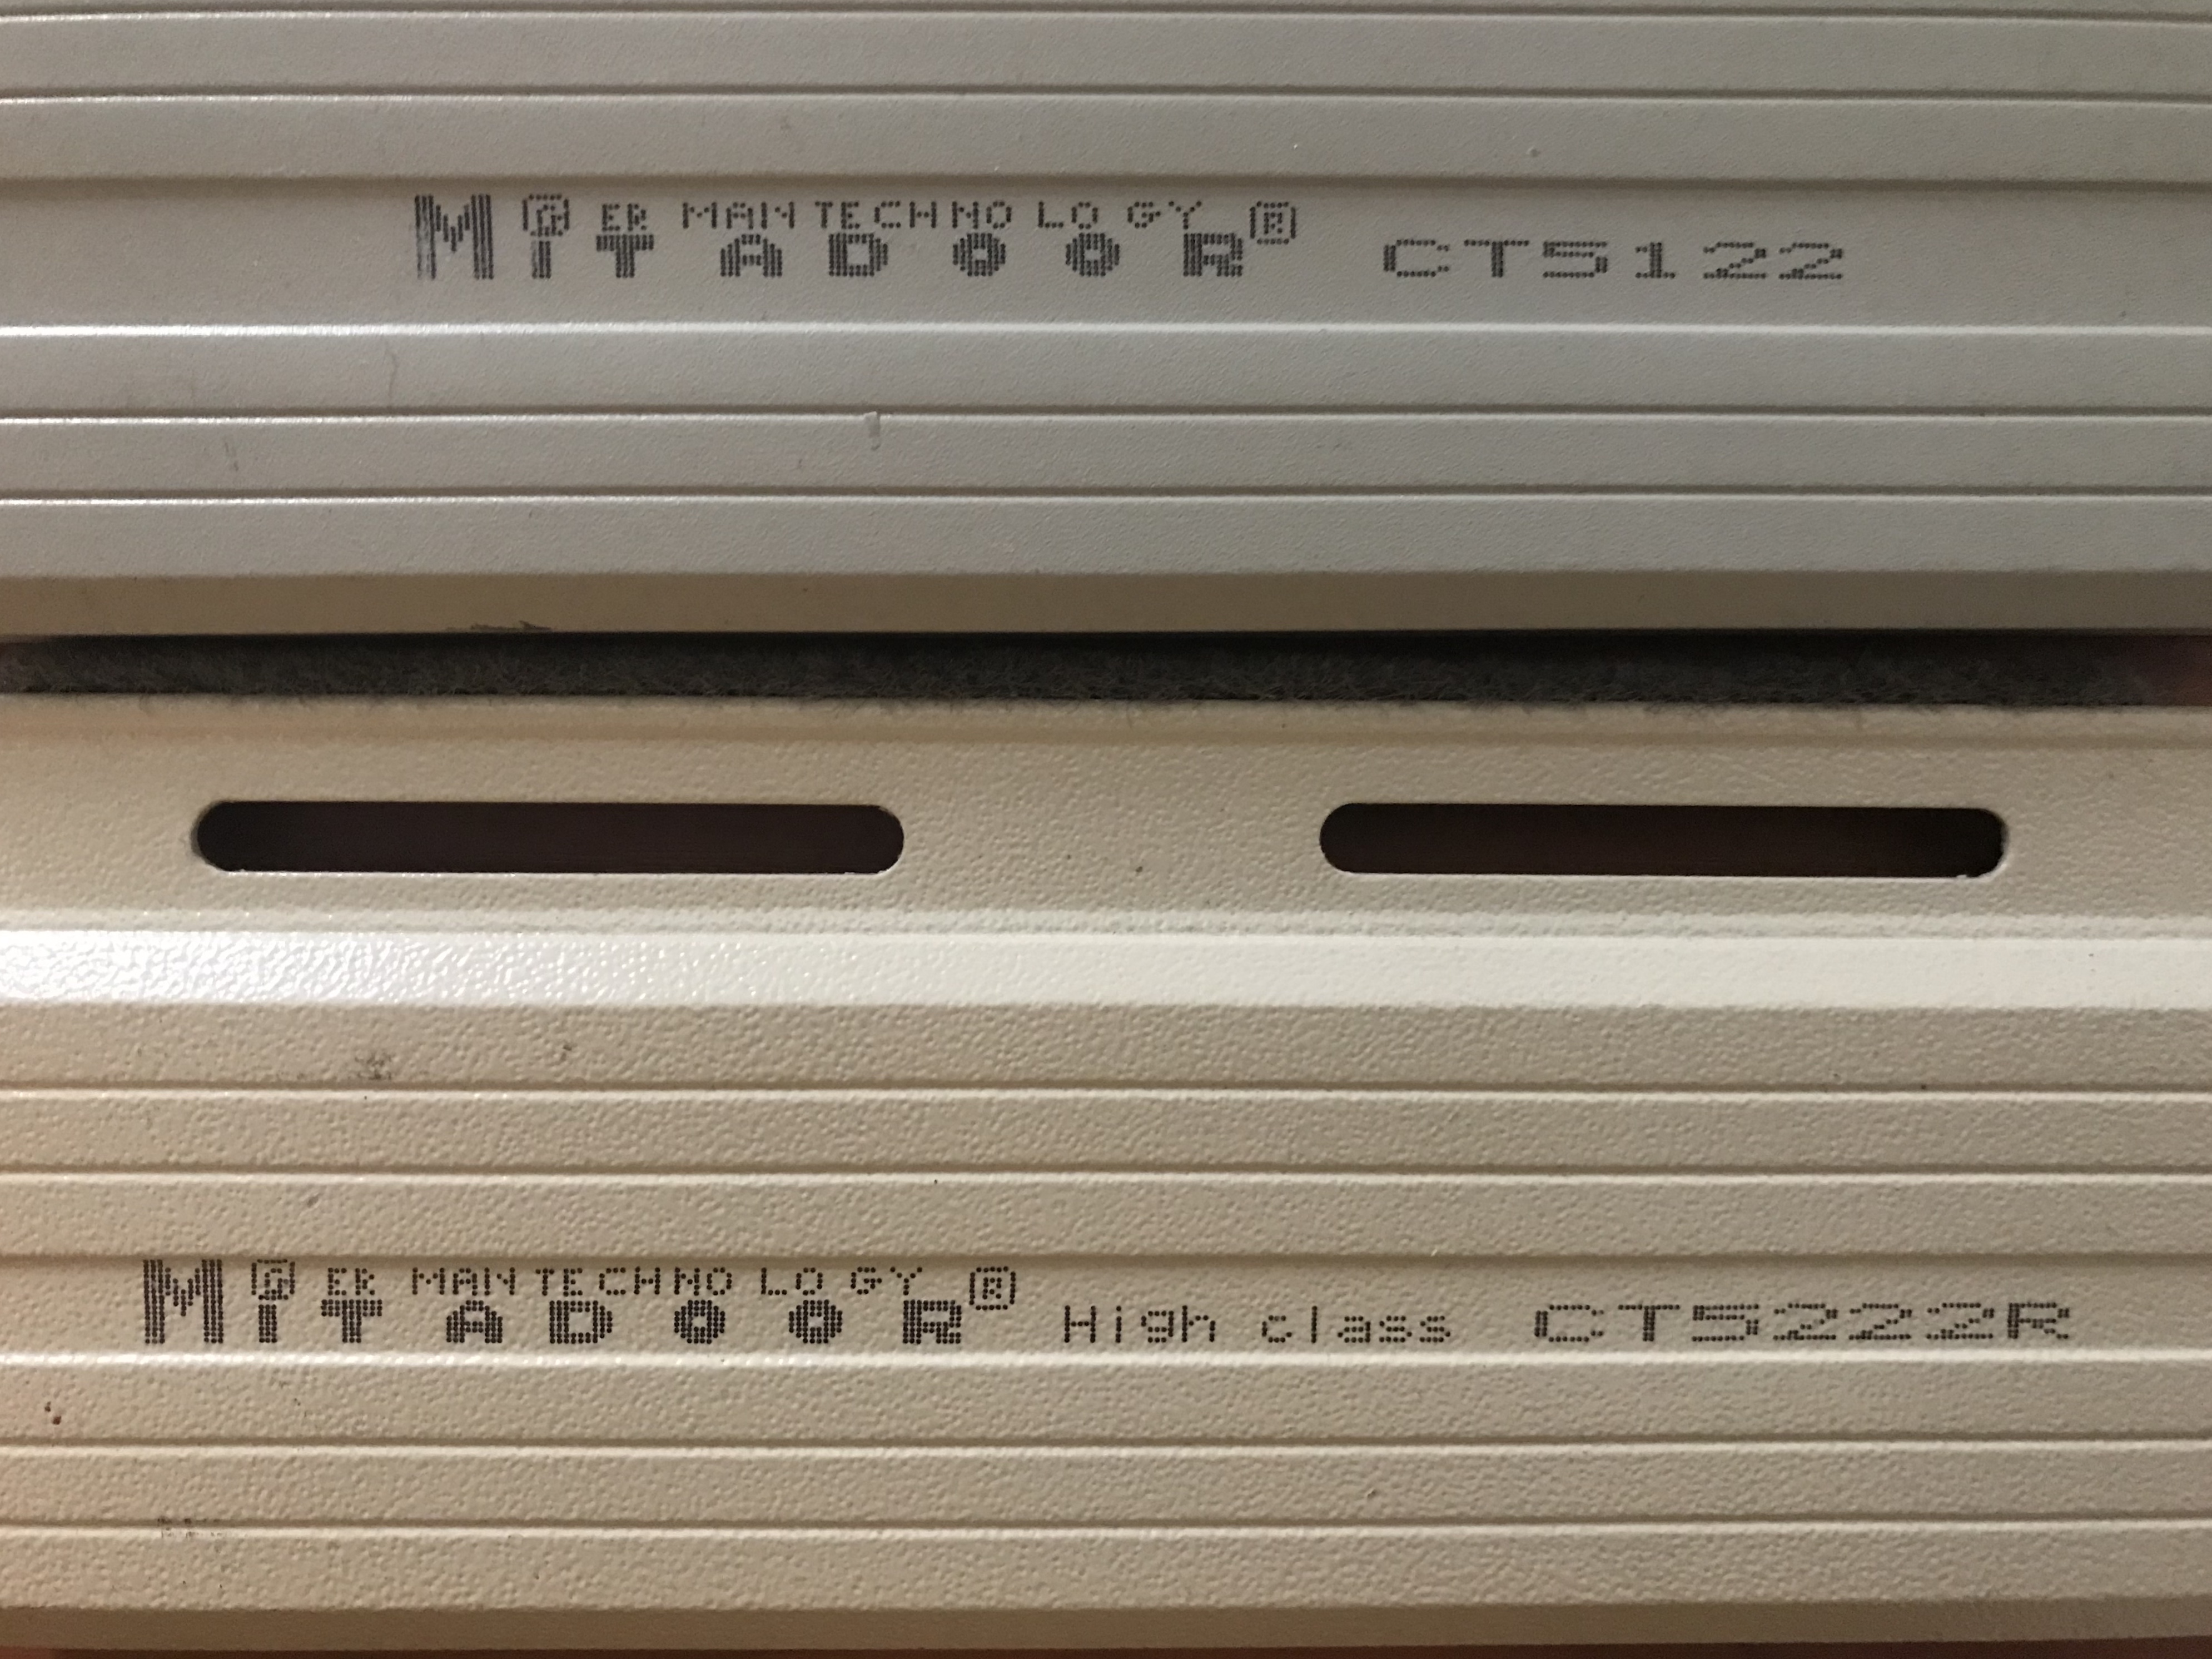 GERMAN TECHNOLOGY
MITADOOR® CT5122
GERMAN TECHNOLOGY
MITADOOR® High class CT5222R